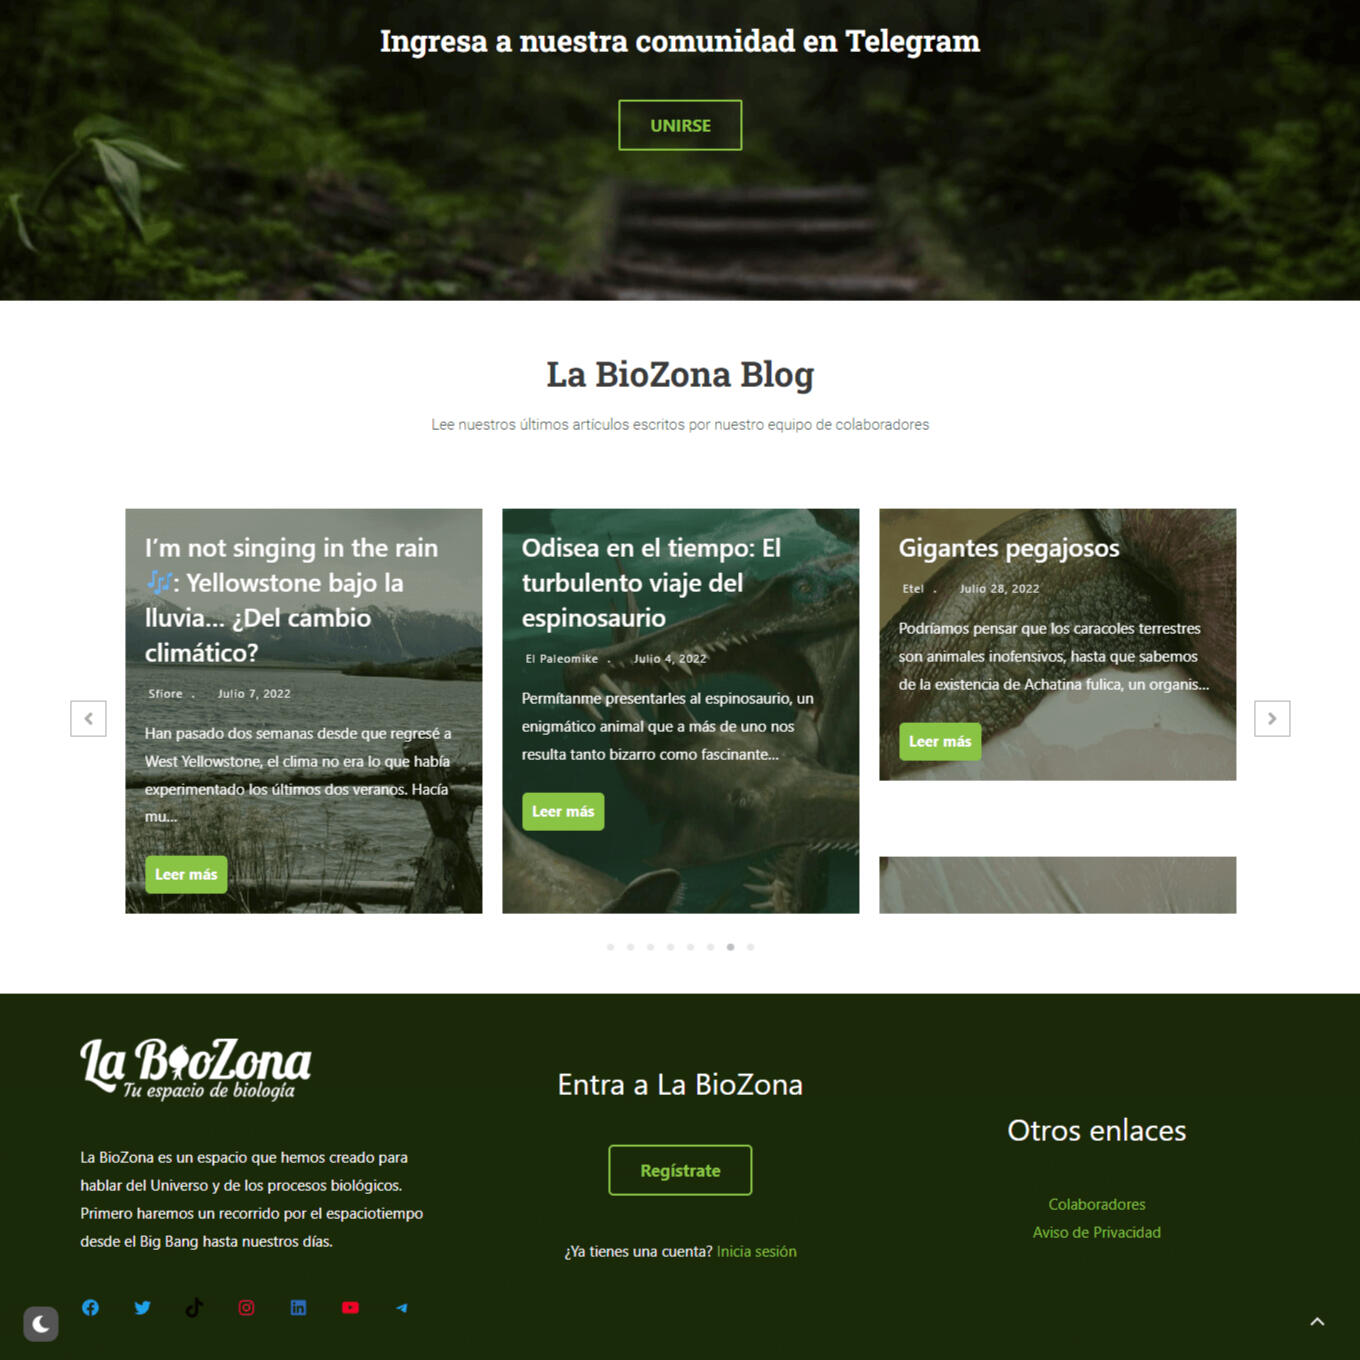 Ingresa a nuestra comunidad en Telegram
UNIRSE
La BioZona Blog
Lee nuestros últimos artículos escritos por nuestro equipo de colaboradores
I’m not singing in the rain
🎶: Yellowstone bajo la
lluvia… ¿Del cambio
climático?
Sfiore . Julio 7, 2022
Han pasado dos semanas desde que regresé a
West Yellowstone, el clima no era lo que había
experimentado los últimos dos veranos. Hacía
mu...
Leer más
Odisea en el tiempo: El
turbulento viaje del
espinosaurio
El Paleomike . Julio 4, 2022
Permítanme presentarles al espinosaurio, un
enigmático animal que a más de uno nos
resulta tanto bizarro como fascinante...
Leer más
Gigantes pegajosos
Etel . Julio 28, 2022
Podríamos pensar que los caracoles terrestres
son animales inofensivos, hasta que sabemos
de la existencia de Achatina fulica, un organis...
Leer más
La BioZona
Tu espacio de biología
La BioZona es un espacio que hemos creado para
hablar del Universo y de los procesos biológicos.
Primero haremos un recorrido por el espaciotiempo
desde el Big Bang hasta nuestros días.
Entra a La BioZona
Regístrate
¿Ya tienes una cuenta? Inicia sesión
Otros enlaces
Colaboradores
Aviso de Privacidad